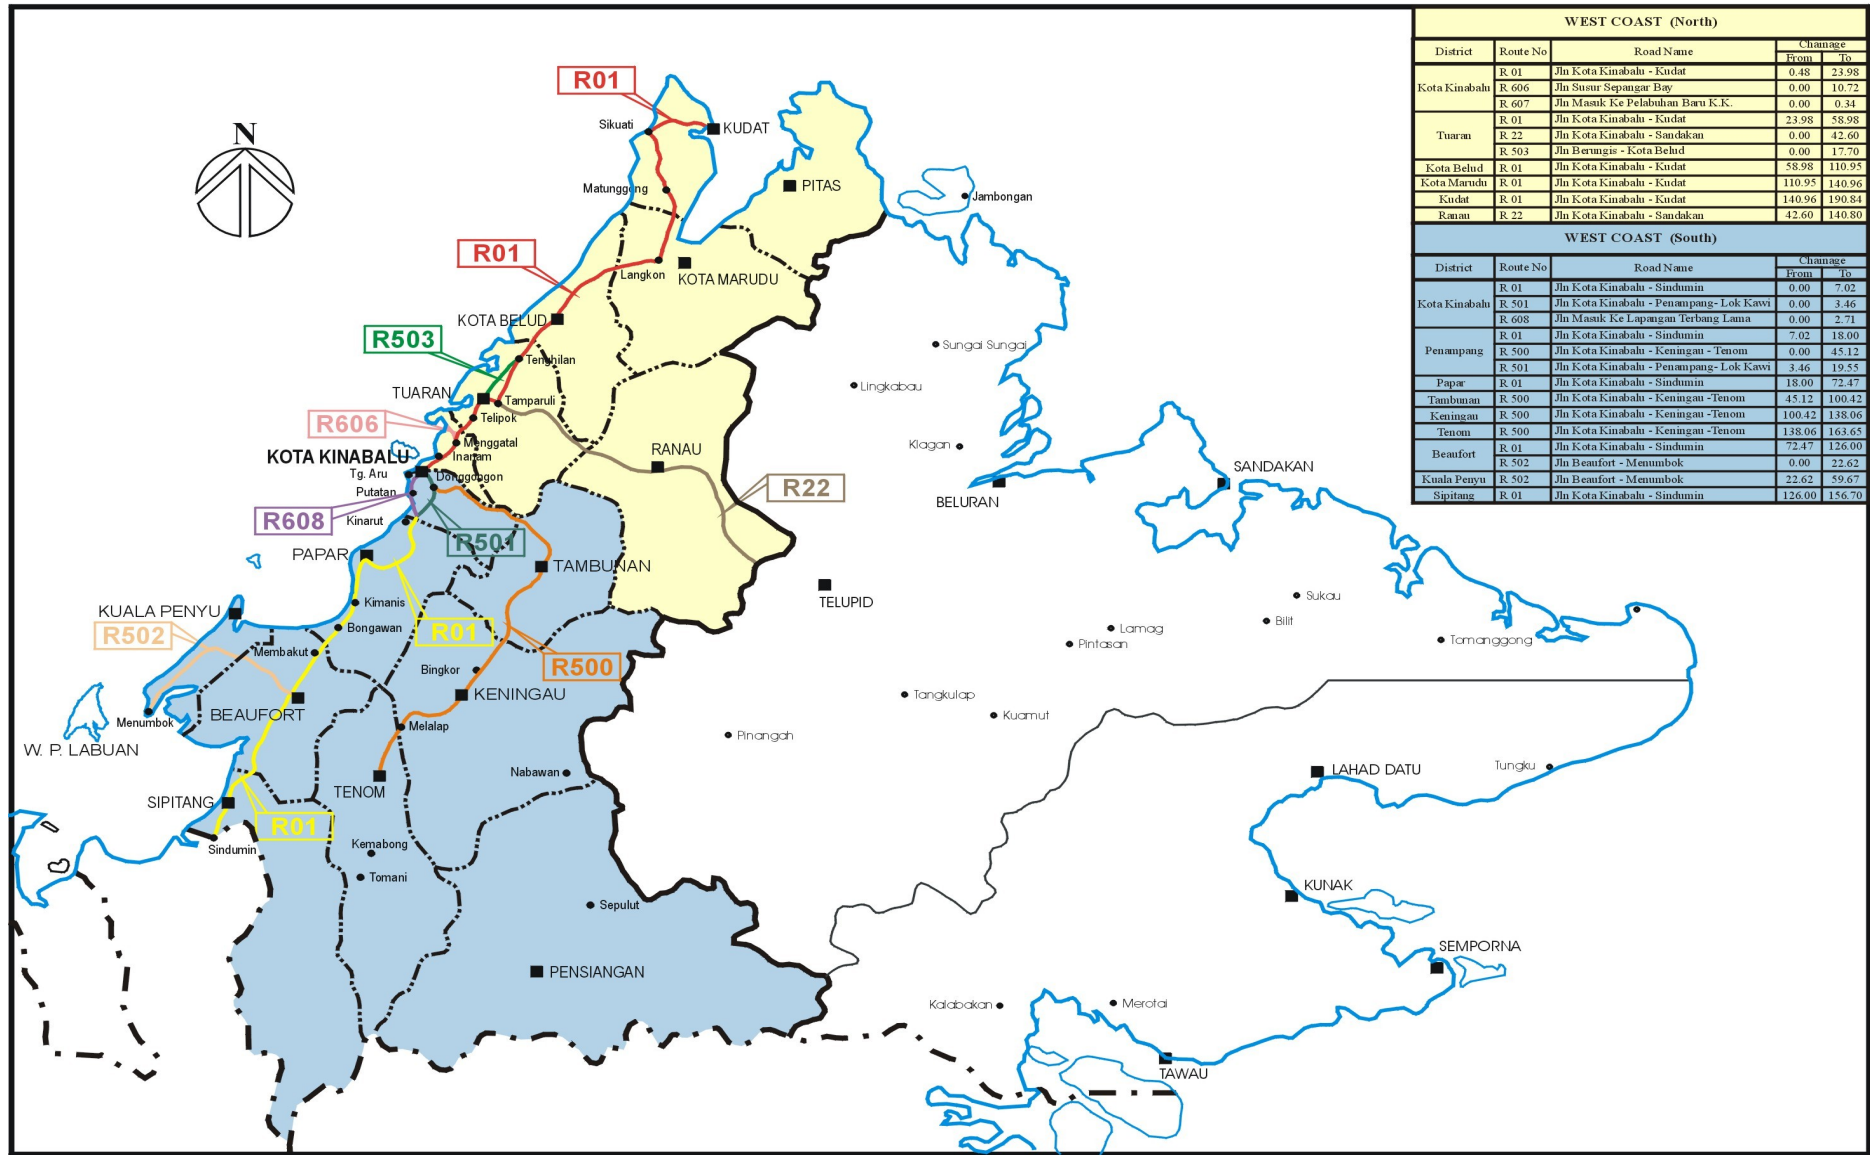 N
R01
Sikuati
KUDAT
Matunggong
PITAS
Jambongan
R01
Langkon
KOTA MARUDU
KOTA BELUD
R503
Tenghilan
Sungai Sungai
TUARAN
Tamparuli
Lingkabau
R606
Telipok
Menggatal
RANAU
Klagan
KOTA KINABALU
Inanam
Tg. Aru
Donggongon
SANDAKAN
Putatan
R22
BELURAN
R608
Kinarut
R501
PAPAR
TAMBUNAN
TELUPID
Sukau
KUALA PENYU
Kimanis
R502
Bongawan
R01
Lamag
Bilit
Pintasan
Tomanggong
Membakut
Bingkor
R500
KENINGAU
Tangkulap
BEAUFORT
Kuamut
Menumbok
Melalap
Pinangah
W. P. LABUAN
Nabawan
LAHAD DATU
Tungku
SIPITANG
TENOM
R01
Sindumin
Kemabong
Tomani
KUNAK
Sepulut
SEMPORNA
PENSIANGAN
Kalabakan
Merotai
TAWAU
WEST COAST (North)
District Route No Road Name Chainage
From To
Kota Kinabalu R 01 Jln Kota Kinabalu - Kudat 0.48 23.98
R 606 Jln Susur Sepangar Bay 0.00 10.72
R 607 Jln Masuk Ke Pelabuhan Baru K.K. 0.00 0.34
Tuaran R 01 Jln Kota Kinabalu - Kudat 23.98 58.98
R 22 Jln Kota Kinabalu - Sandakan 0.00 42.60
R 503 Jln Berungis - Kota Belud 0.00 17.70
Kota Belud R 01 Jln Kota Kinabalu - Kudat 58.98 110.95
Kota Marudu R 01 Jln Kota Kinabalu - Kudat 110.95 140.96
Kudat R 01 Jln Kota Kinabalu - Kudat 140.96 190.84
Ranau R 22 Jln Kota Kinabalu - Sandakan 42.60 140.80
WEST COAST (South)
District Route No Road Name Chainage
From To
Kota Kinabalu R 01 Jln Kota Kinabalu - Sindumin 0.00 7.02
R 501 Jln Kota Kinabalu - Penampang- Lok Kawi 0.00 3.46
R 608 Jln Masuk Ke Lapangan Terbang Lama 0.00 2.71
Penampang R 01 Jln Kota Kinabalu - Sindumin 7.02 18.00
R 500 Jln Kota Kinabalu - Keningau - Tenom 0.00 45.12
R 501 Jln Kota Kinabalu - Penampang- Lok Kawi 3.46 19.55
Papar R 01 Jln Kota Kinabalu - Sindumin 18.00 72.47
Tambunan R 500 Jln Kota Kinabalu - Keningau -Tenom 45.12 100.42
Keningau R 500 Jln Kota Kinabalu - Keningau -Tenom 100.42 138.06
Tenom R 500 Jln Kota Kinabalu - Keningau -Tenom 138.06 163.65
Beaufort R 01 Jln Kota Kinabalu - Sindumin 72.47 126.00
R 502 Jln Beaufort - Menumbok 0.00 22.62
Kuala Penyu R 502 Jln Beaufort - Menumbok 22.62 59.67
Sipitang R 01 Jln Kota Kinabalu - Sindumin 126.00 156.70